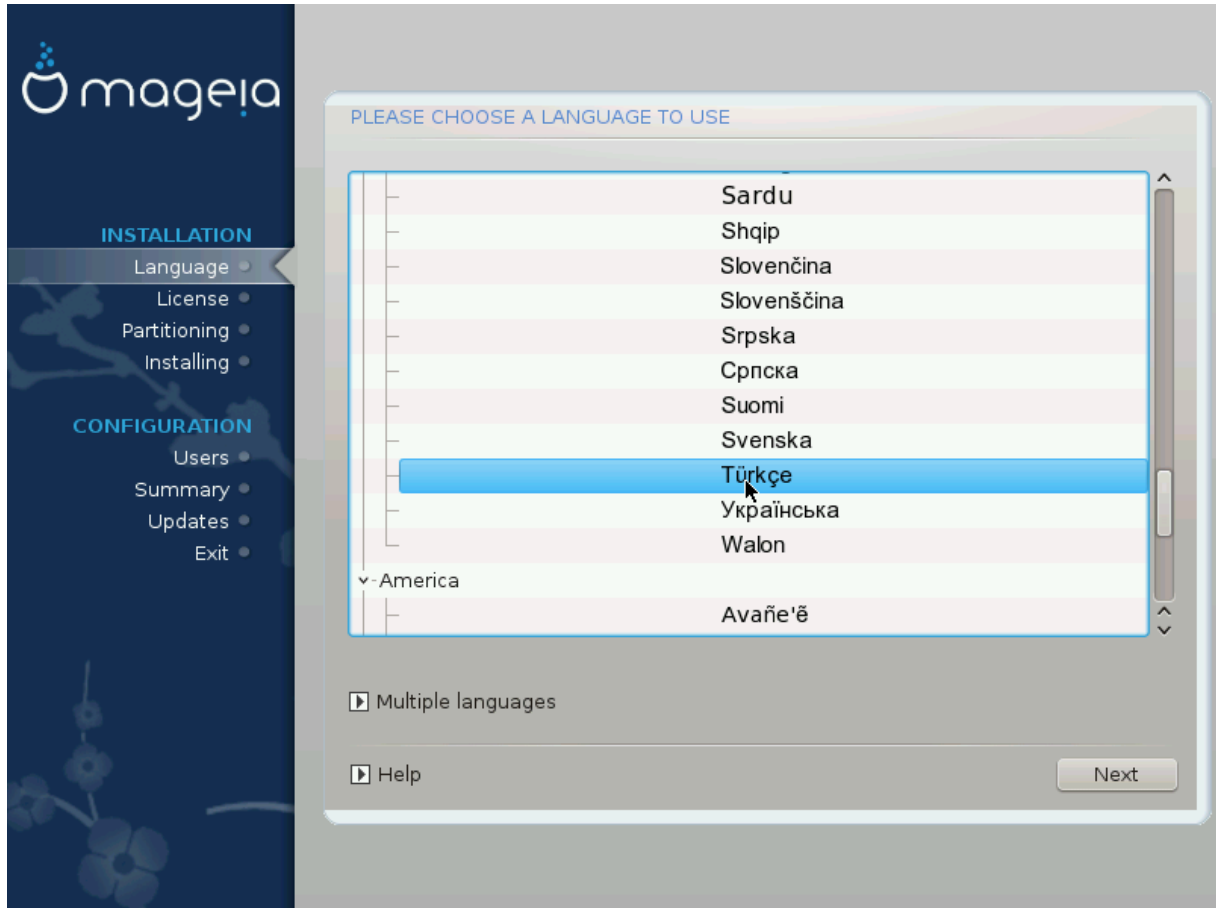 mageia
INSTALLATION
Language
License
Partitioning
Installing
CONFIGURATION
Users
Summary
Updates
Exit
PLEASE CHOOSE A LANGUAGE TO USE
Sardu
Shqip
Slovenčina
Slovenščina
Srpska
Српска
Suomi
Svenska
Türkçe
Українська
Walon
America
Avañe'ẽ
Multiple languages
Help
Next